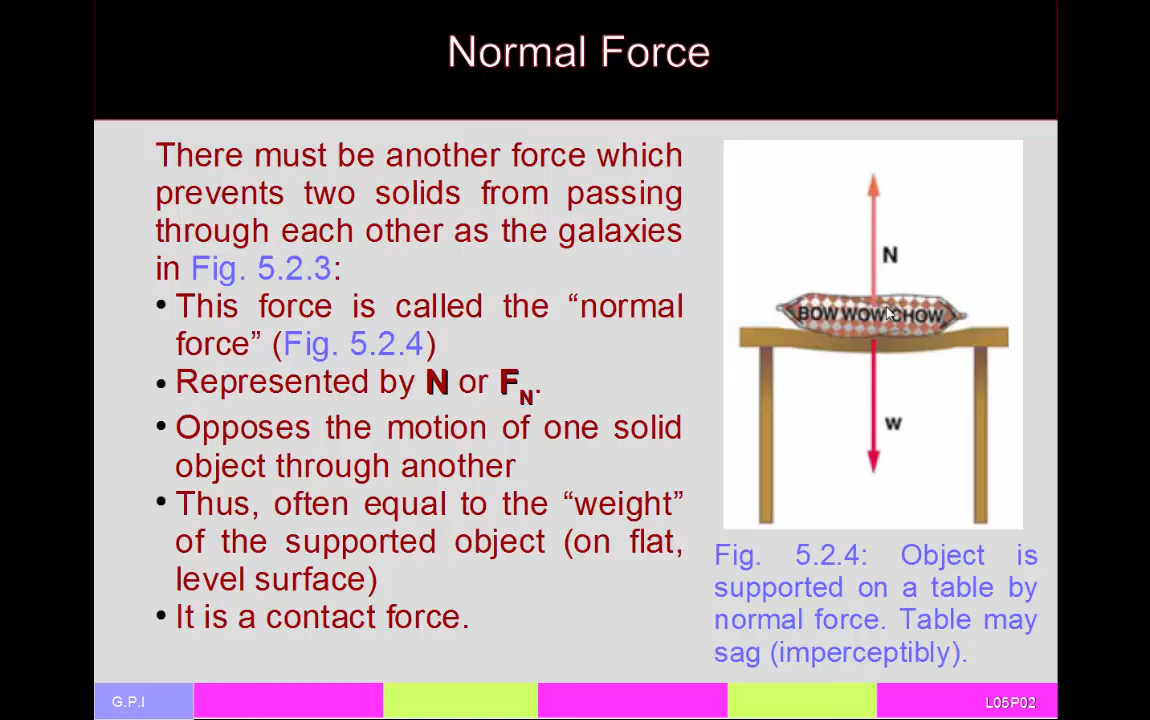 Normal Force
There must be another force which
prevents two solids from passing
through each other as the galaxies
in Fig. 5.2.3:
• This force is called the “normal
force” (Fig. 5.2.4)
• Represented by N or FN.
• Opposes the motion of one solid
object through another
• Thus, often equal to the “weight”
of the supported object (on flat,
level surface)
• It is a contact force.
N
BOW WOW CHOW
w
Fig. 5.2.4: Object is
supported on a table by
normal force. Table may
sag (imperceptibly).
G.P.I
L05P02